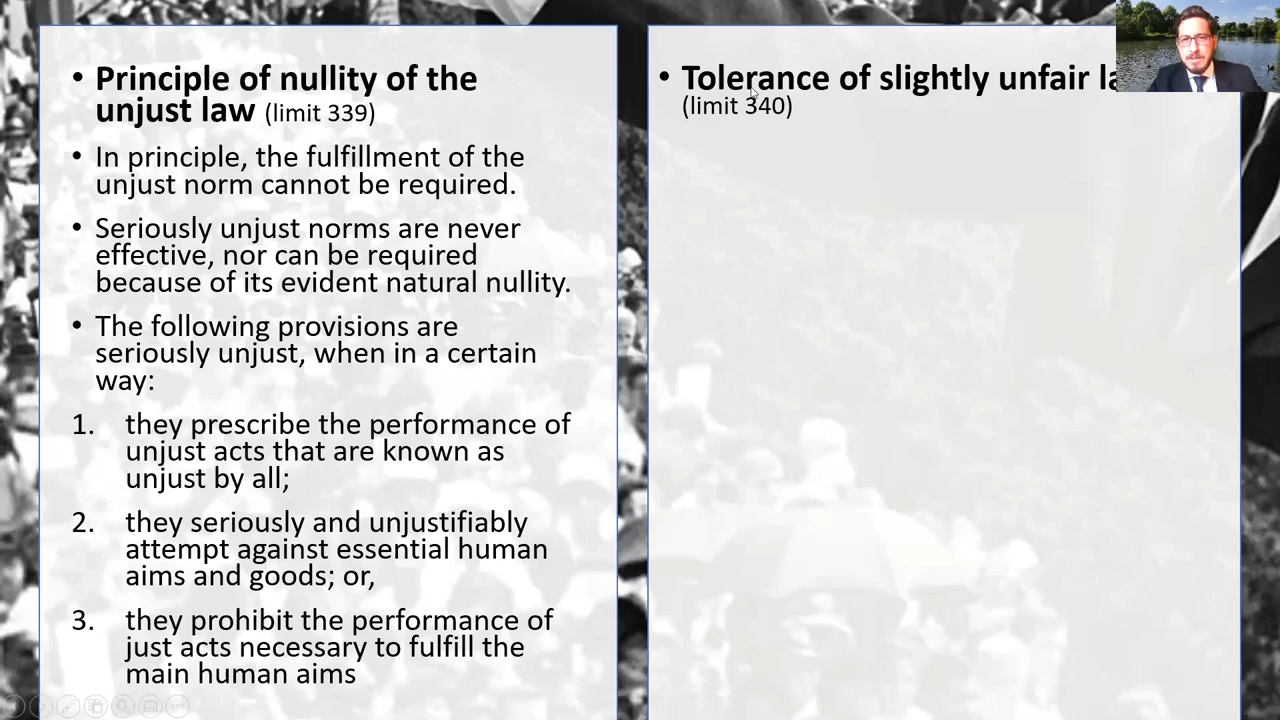 • Principle of nullity of the
unjust law (limit 339)
• In principle, the fulfillment of the
unjust norm cannot be required.
• Seriously unjust norms are never
effective, nor can be required
because of its evident natural nullity.
• The following provisions are
seriously unjust, when in a certain
way:
1. they prescribe the performance of
unjust acts that are known as
unjust by all;
2. they seriously and unjustifiably
attempt against essential human
aims and goods; or,
3. they prohibit the performance of
just acts necessary to fulfill the
main human aims
• Tolerance of slightly unfair
(limit 340)